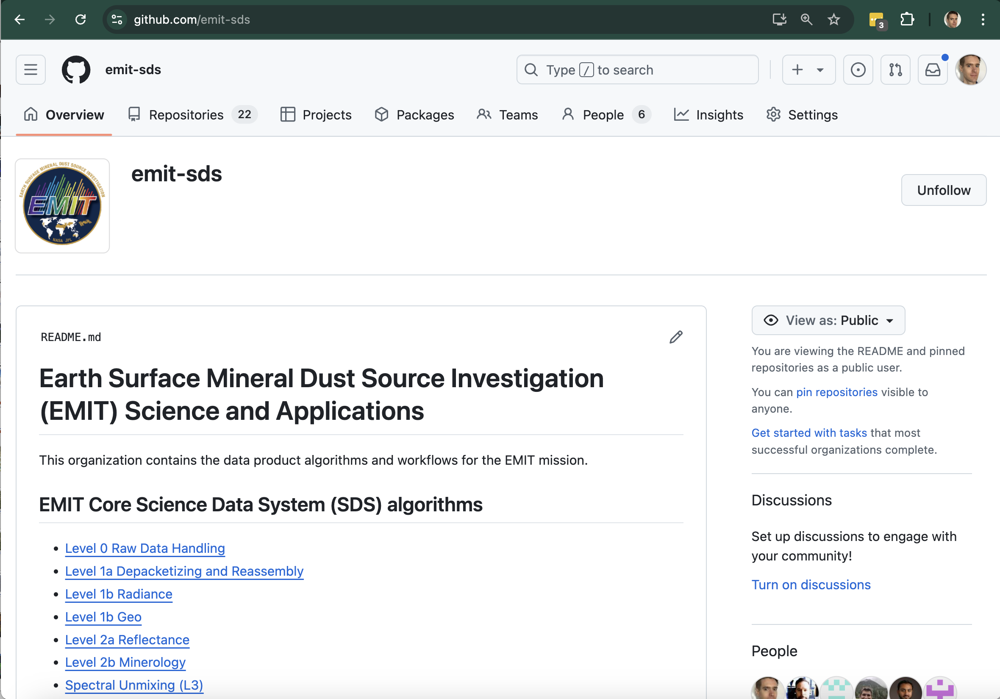 github.com/emit-sds
3
emit-sds
Type / to search
Overview
Repositories 22
Projects
Packages
Teams
People 6
Insights
Settings
EARTH SURFACE MINERAL DUST SOURCE INVESTIGATION
EMIT
NASA JPL
emit-sds
Unfollow
README.md
Earth Surface Mineral Dust Source Investigation
(EMIT) Science and Applications
This organization contains the data product algorithms and workflows for the EMIT mission.
EMIT Core Science Data System (SDS) algorithms
Level 0 Raw Data Handling
Level 1a Depacketizing and Reassembly
Level 1b Radiance
Level 1b Geo
Level 2a Reflectance
Level 2b Minerology
Spectral Unmixing (L3)
View as: Public
You are viewing the README and pinned
repositories as a public user.
You can pin repositories visible to
anyone.
Get started with tasks that most
successful organizations complete.
Discussions
Set up discussions to engage with
your community!
Turn on discussions
People